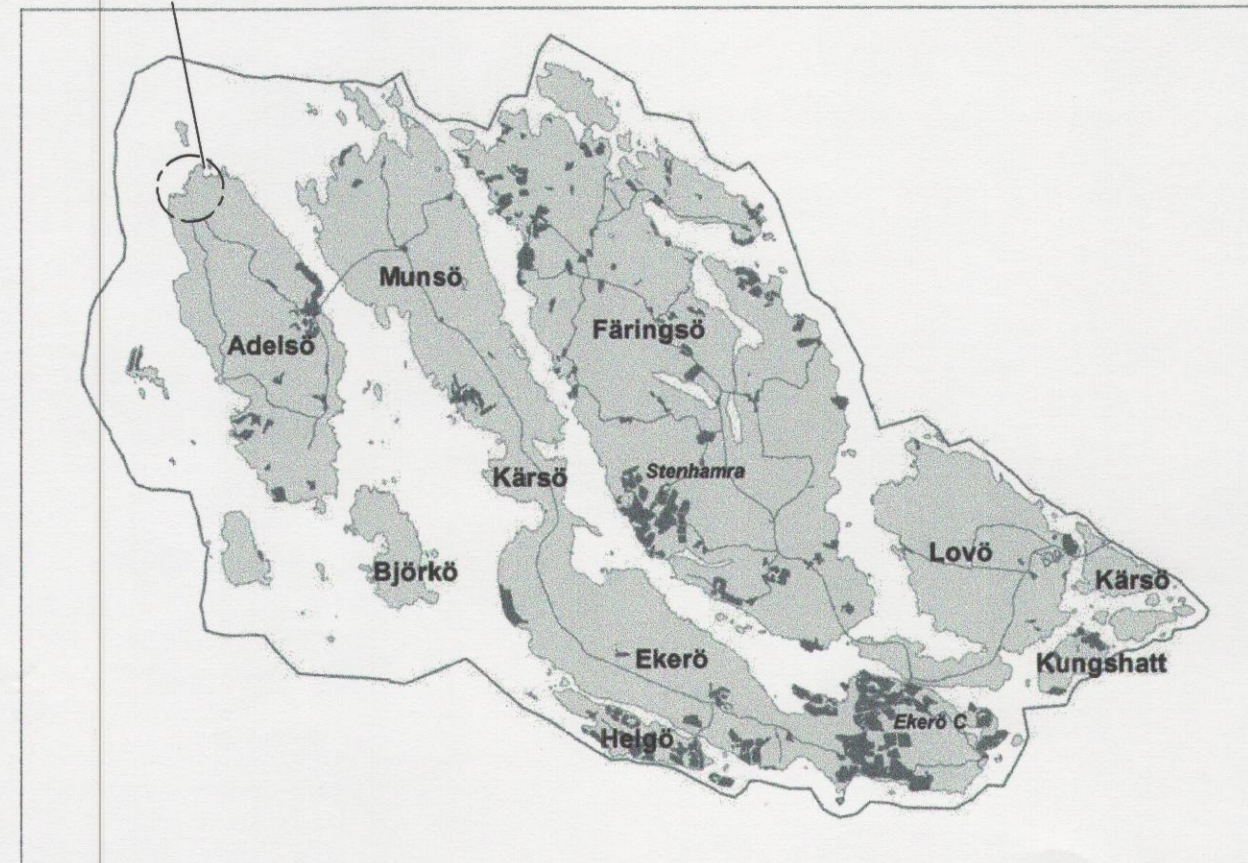 Munsö
Färingsö
Adelsö
Stenhamra
Kärsö
Lovö
Björkö
Kärsö
Ekerö
Kungshatt
Ekerö C
Helgö